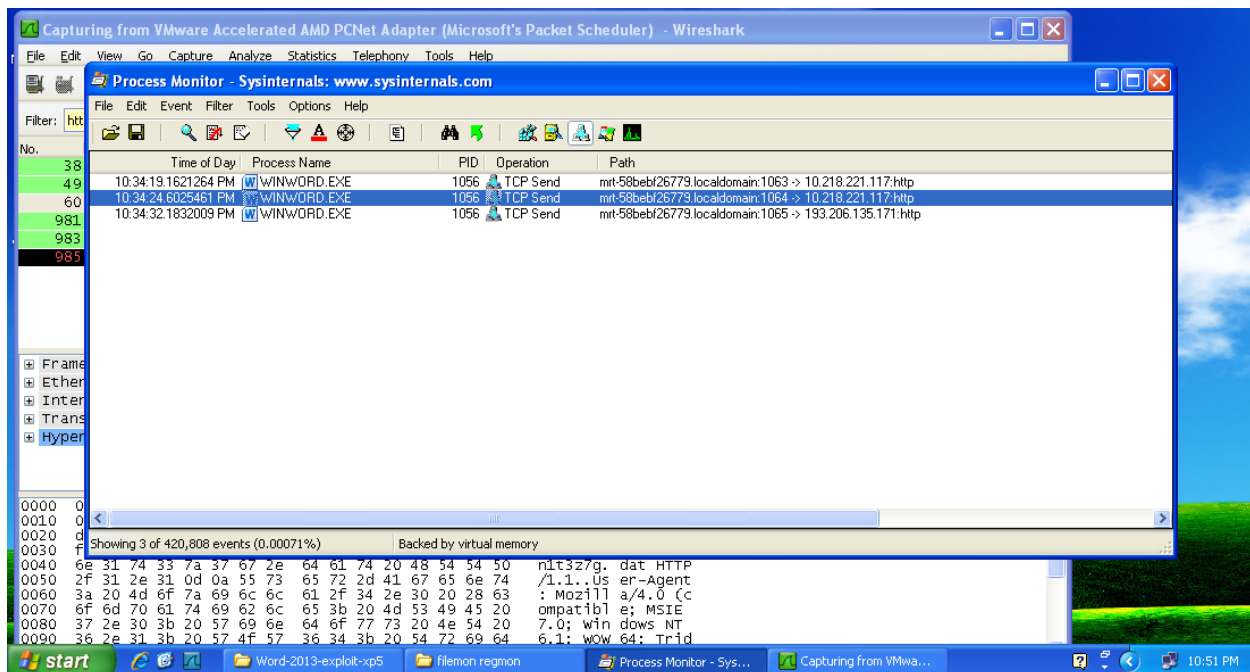 Capturing from VMware Accelerated AMD PCNet Adapter (Microsoft's Packet Scheduler) - Wireshark
File Edit View Go Capture Analyze Statistics Telephony Tools Help
Process Monitor - Sysinternals: www.sysinternals.com
File Edit Event Filter Tools Options Help
Filter: htt
No.
38
49
60
981
983
985
Time of Day Process Name PID Operation Path
10:34:19.1621264 PM WINWORD.EXE 1056 TCP Send mrt-58bebf26779.localdomain:1063 -> 10.218.221.117:http
10:34:24.6025461 PM WINWORD.EXE 1056 TCP Send mrt-58bebf26779.localdomain:1064 -> 10.218.221.117:http
10:34:32.1832009 PM WINWORD.EXE 1056 TCP Send mrt-58bebf26779.localdomain:1065 -> 193.206.135.171:http
Frame
Ether
Inter
Trans
Hyper
0000 0
0010 0
0020 d
0030 f
Showing 3 of 420,808 events (0.00071%) Backed by virtual memory
0040 6e 31 74 33 7a 37 67 2e 64 61 74 20 48 54 54 50 n1t3z7g. dat HTTP
0050 2f 31 2e 31 0d 0a 55 73 65 72 2d 41 67 65 6e 74 /1.1..Us er-Agent
0060 3a 20 4d 6f 7a 69 6c 6c 61 2f 34 2e 30 20 28 63 : Mozill a/4.0 (c
0070 6f 6d 70 61 74 69 62 6c 65 3b 20 4d 53 49 45 20 ompatibl e; MSIE
0080 37 2e 30 3b 20 57 69 6e 64 6f 77 73 20 4e 54 20 7.0; Win dows NT
0090 36 2e 31 3b 20 57 4f 57 36 34 3b 20 54 72 69 64 6.1; WOW 64; Trid
start Word-2013-exploit-xp5 filemon regmon Process Monitor - Sys... Capturing from VMwa... 10:51 PM